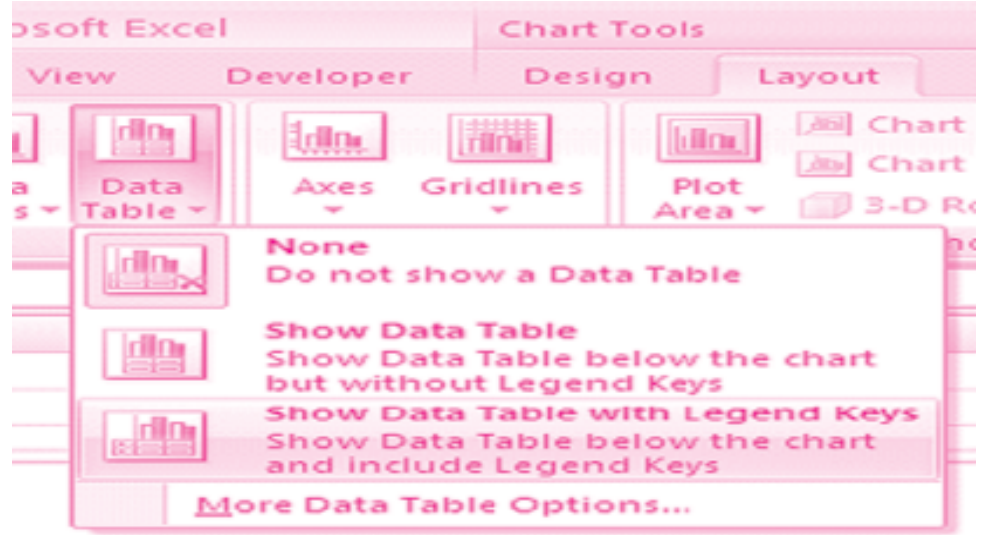 osoft Excel Chart Tools
View Developer Design Layout
Data Table
Axes
Gridlines
Plot Area
Chart
Chart
3-D Ro
a
s
None
Do not show a Data Table
Show Data Table
Show Data Table below the chart
but without Legend Keys
Show Data Table with Legend Keys
Show Data Table below the chart
and include Legend Keys
More Data Table Options...